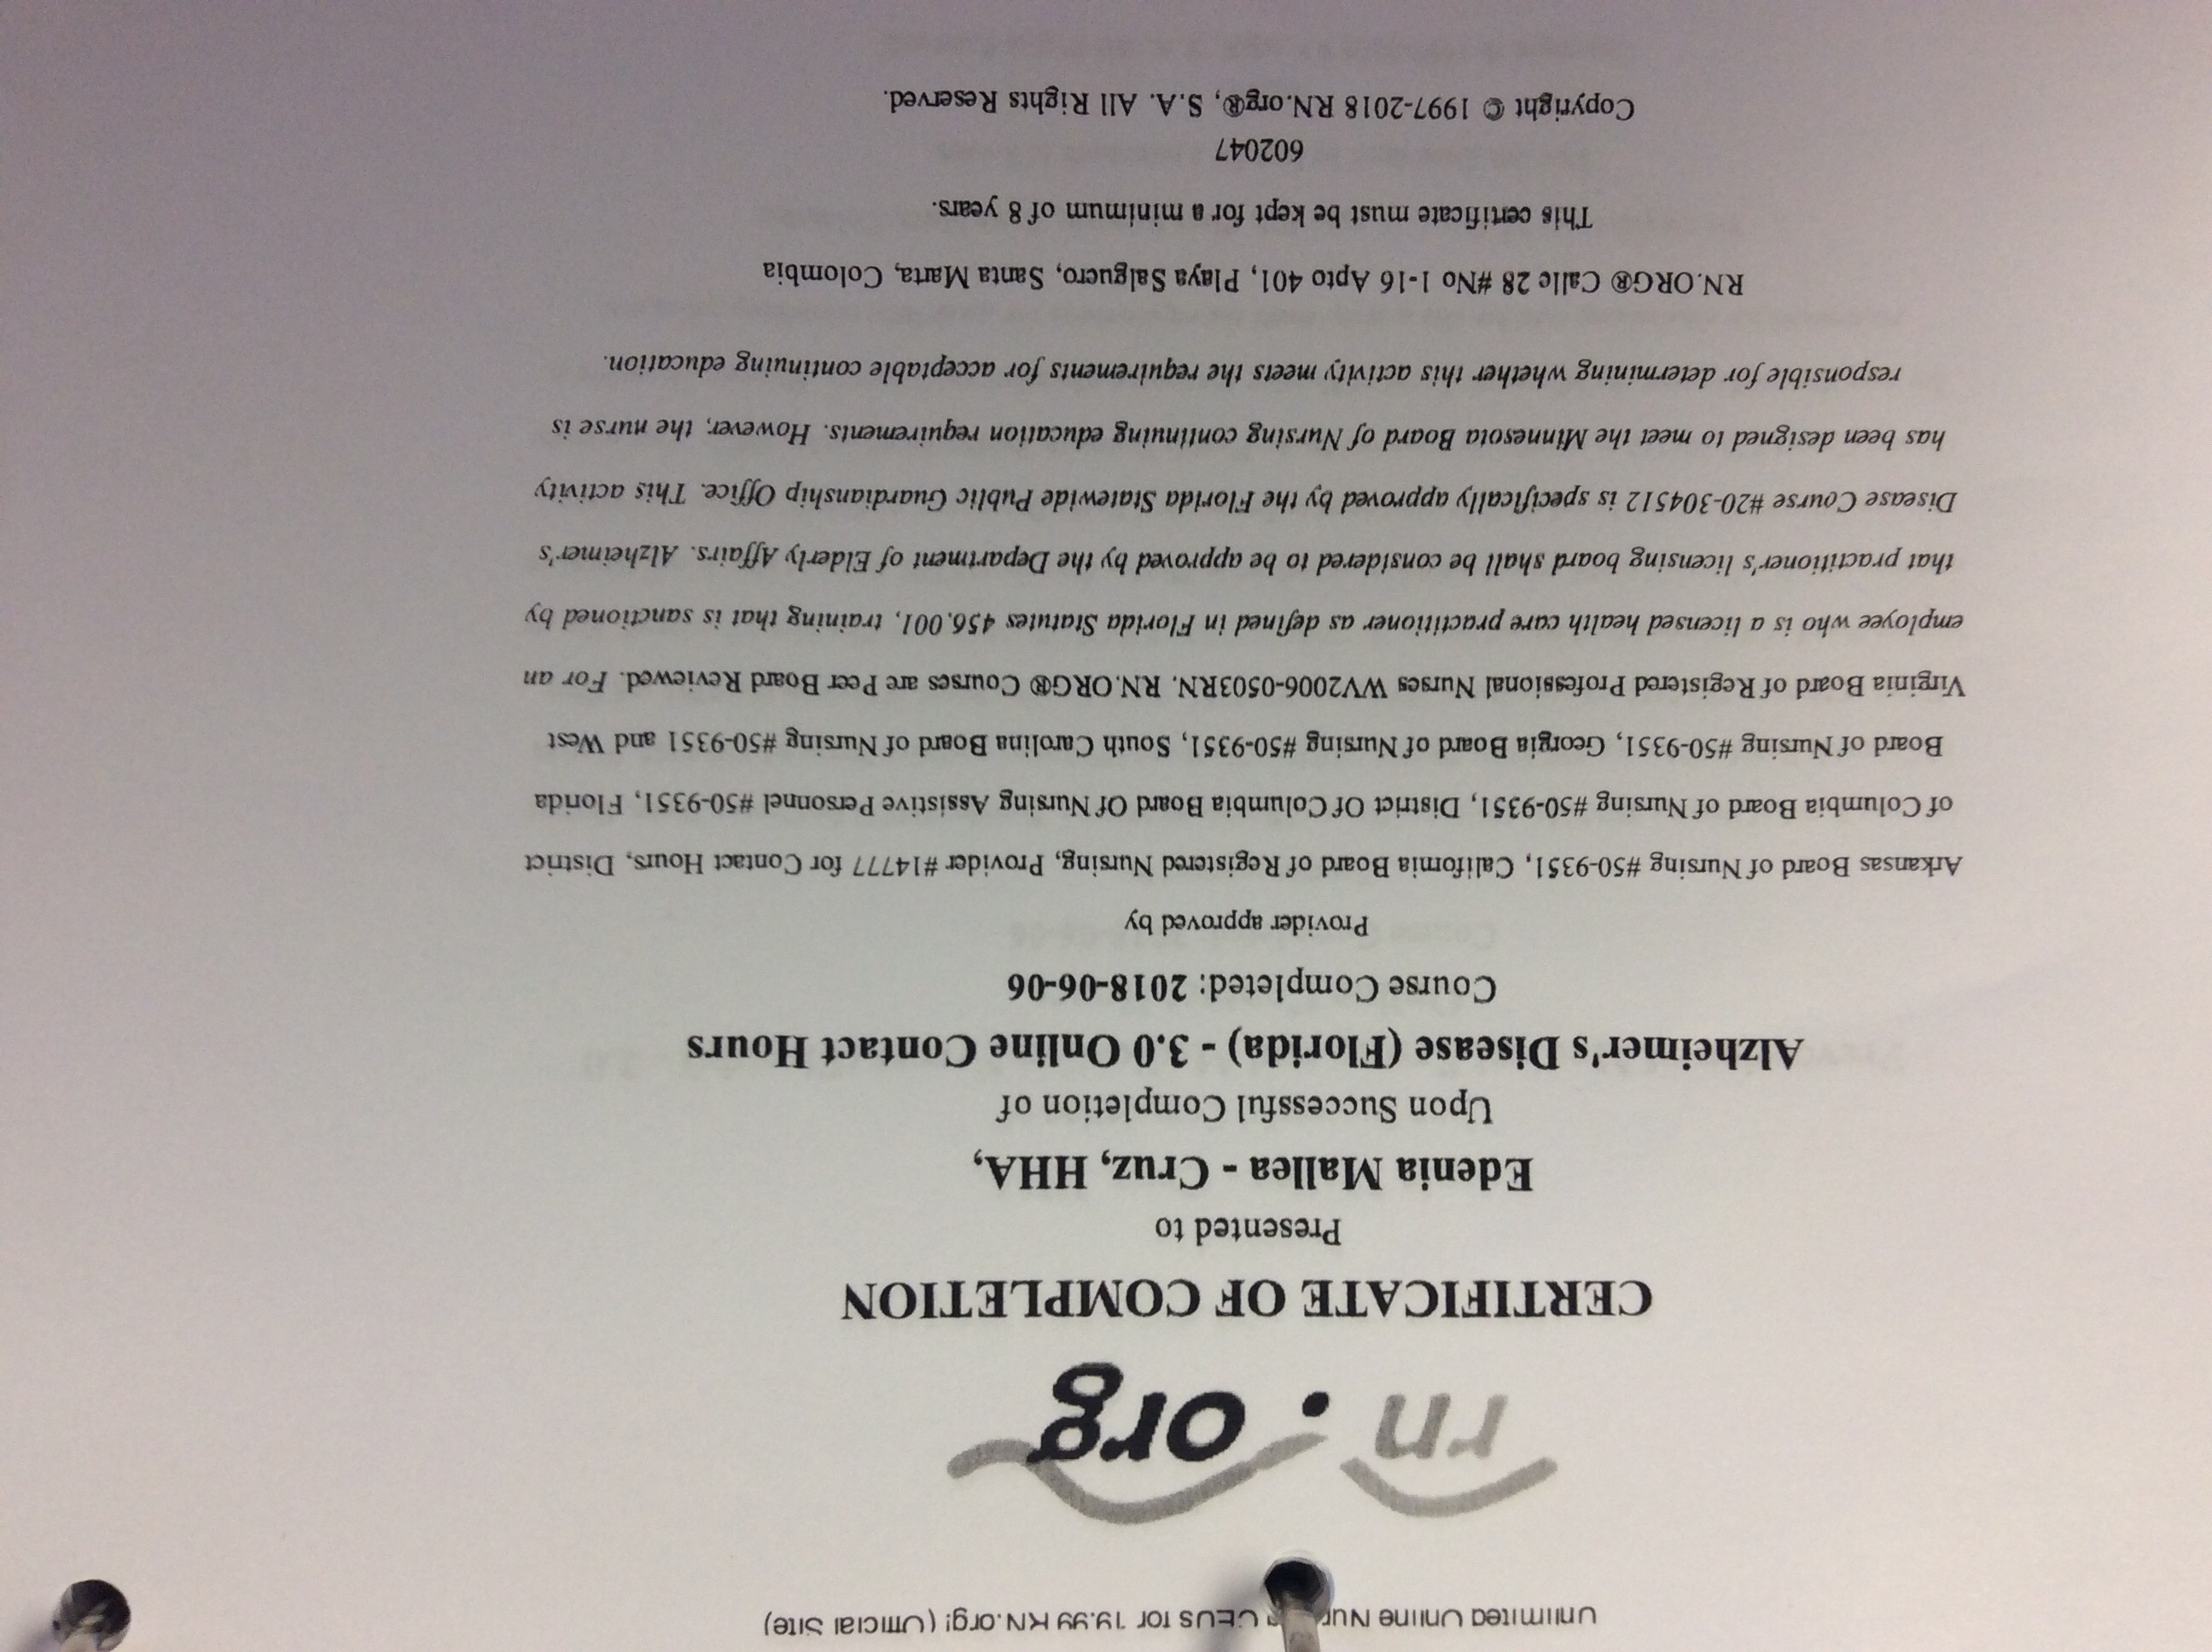 Unlimited Online CEUs for 19.99 RN.org! (Official Site)
rn.org
CERTIFICATE OF COMPLETION
Presented to
Edenia Mallea - Cruz, HHA,
Upon Successful Completion of
Alzheimer's Disease (Florida) - 3.0 Online Contact Hours
Course Completed: 2018-06-06
Provider approved by
Arkansas Board of Nursing #50-9351, California Board of Registered Nursing, Provider #14777 for Contact Hours, District
of Columbia Board of Nursing #50-9351, District Of Columbia Board Of Nursing Assistive Personnel #50-9351, Florida
Board of Nursing #50-9351, Georgia Board of Nursing #50-9351, South Carolina Board of Nursing #50-9351 and West
Virginia Board of Registered Professional Nurses WV2006-0503RN. RN.ORG® Courses are Peer Board Reviewed. For an
employee who is a licensed health care practitioner as defined in Florida Statutes 456.001, training that is sanctioned by
that practitioner's licensing board shall be considered to be approved by the Department of Elderly Affairs. Alzheimer's
Disease Course #20-304512 is specifically approved by the Florida Statewide Public Guardianship Office. This activity
has been designed to meet the Minnesota Board of Nursing continuing education requirements. However, the nurse is
responsible for determining whether this activity meets the requirements for acceptable continuing education.
RN.ORG® Calle 28 #No 1-16 Apto 401, Playa Salguero, Santa Marta, Colombia
This certificate must be kept for a minimum of 8 years.
602047
Copyright © 1997-2018 RN.org®, S.A. All Rights Reserved.